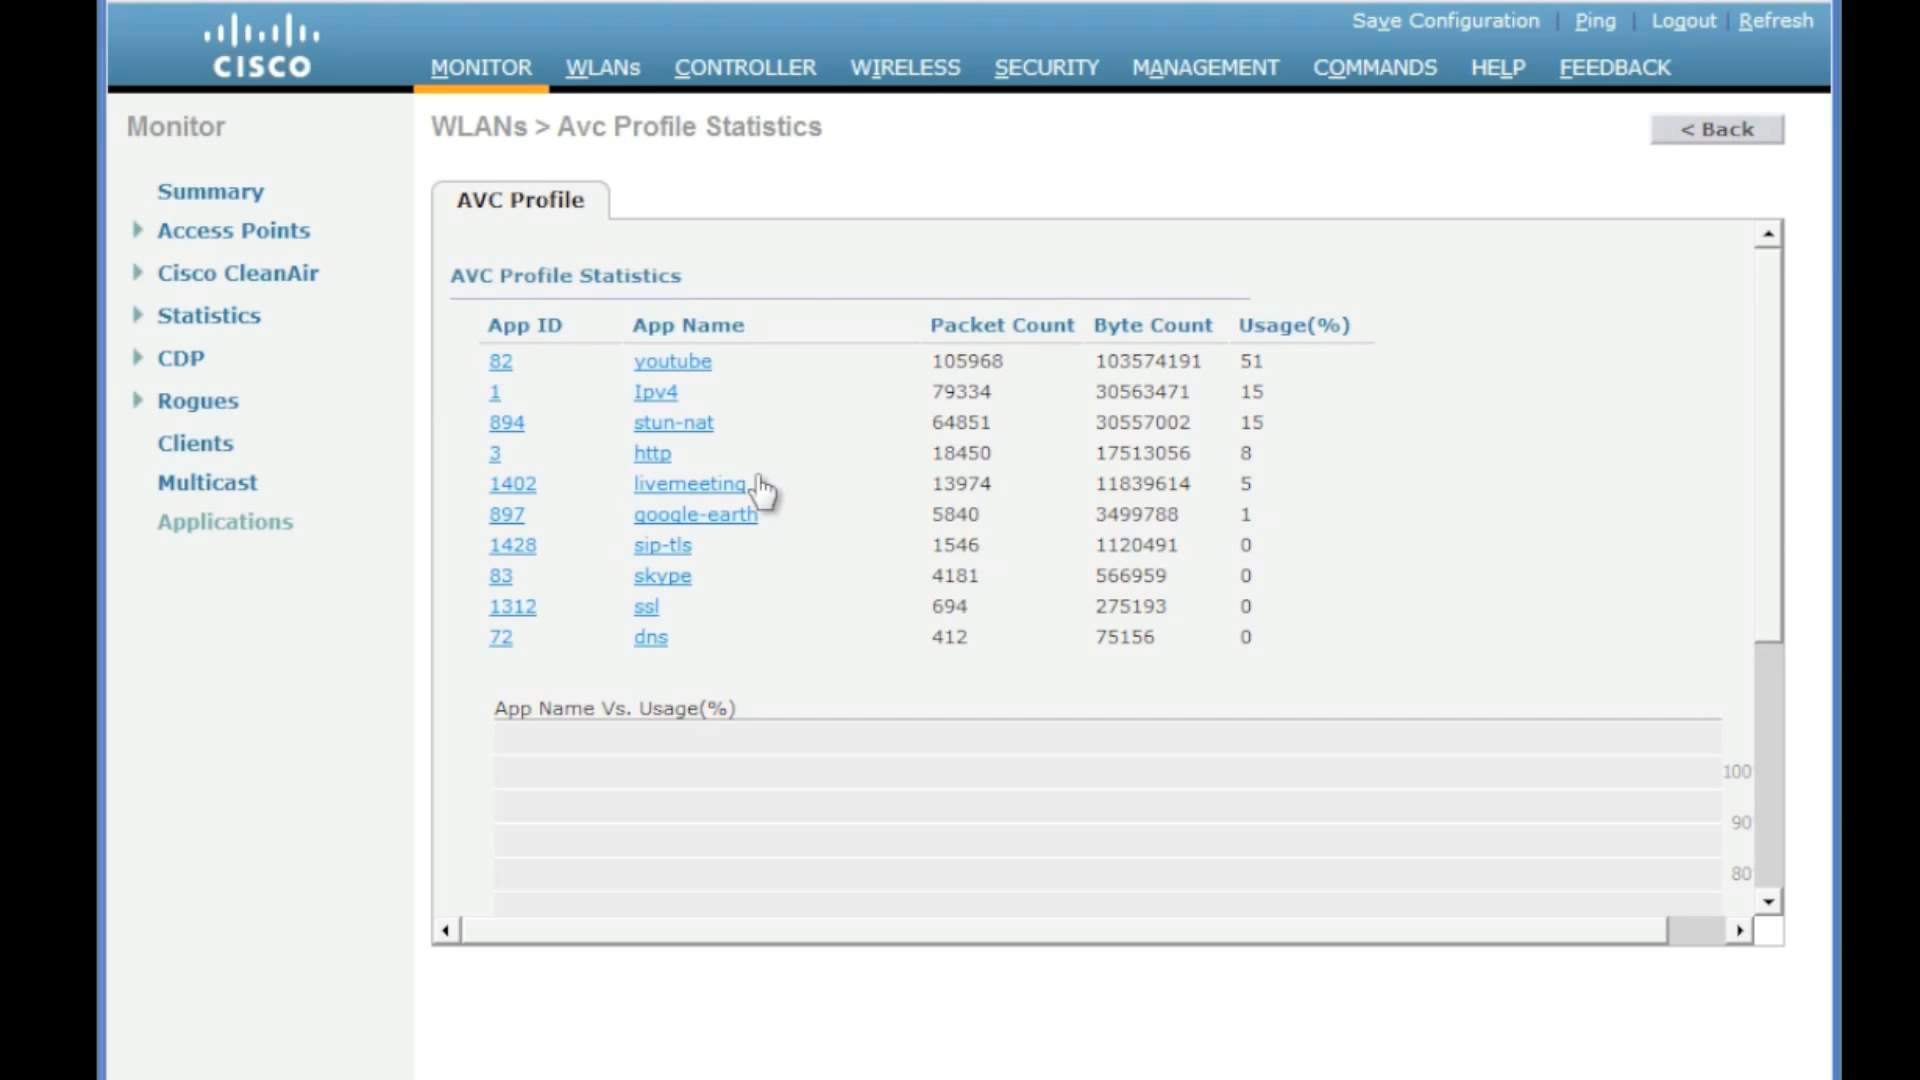 Save Configuration | Ping | Logout | Refresh
CISCO
MONITOR WLANs CONTROLLER WIRELESS SECURITY MANAGEMENT COMMANDS HELP FEEDBACK
Monitor
Summary
Access Points
Cisco CleanAir
Statistics
CDP
Rogues
Clients
Multicast
Applications
WLANs > Avc Profile Statistics
< Back
AVC Profile
AVC Profile Statistics
App ID App Name Packet Count Byte Count Usage(%)
82 youtube 105968 103574191 51
1 Ipv4 79334 30563471 15
894 stun-nat 64851 30557002 15
3 http 18450 17513056 8
1402 livemeeting 13974 11839614 5
897 google-earth 5840 3499788 1
1428 sip-tls 1546 1120491 0
83 skype 4181 566959 0
1312 ssl 694 275193 0
72 dns 412 75156 0
App Name Vs. Usage(%)
100
90
80